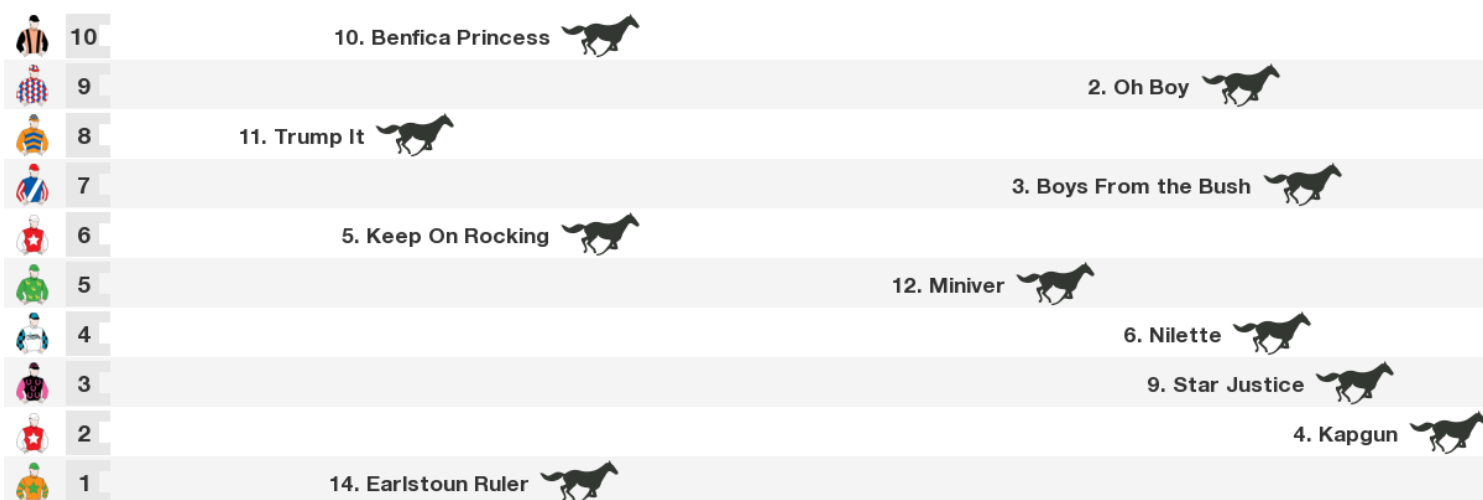 10 10. Benfica Princess
9 2. Oh Boy
8 11. Trump It
7 3. Boys From the Bush
6 5. Keep On Rocking
5 12. Miniver
4 6. Nilette
3 9. Star Justice
2 4. Kapgun
1 14. Earlstoun Ruler